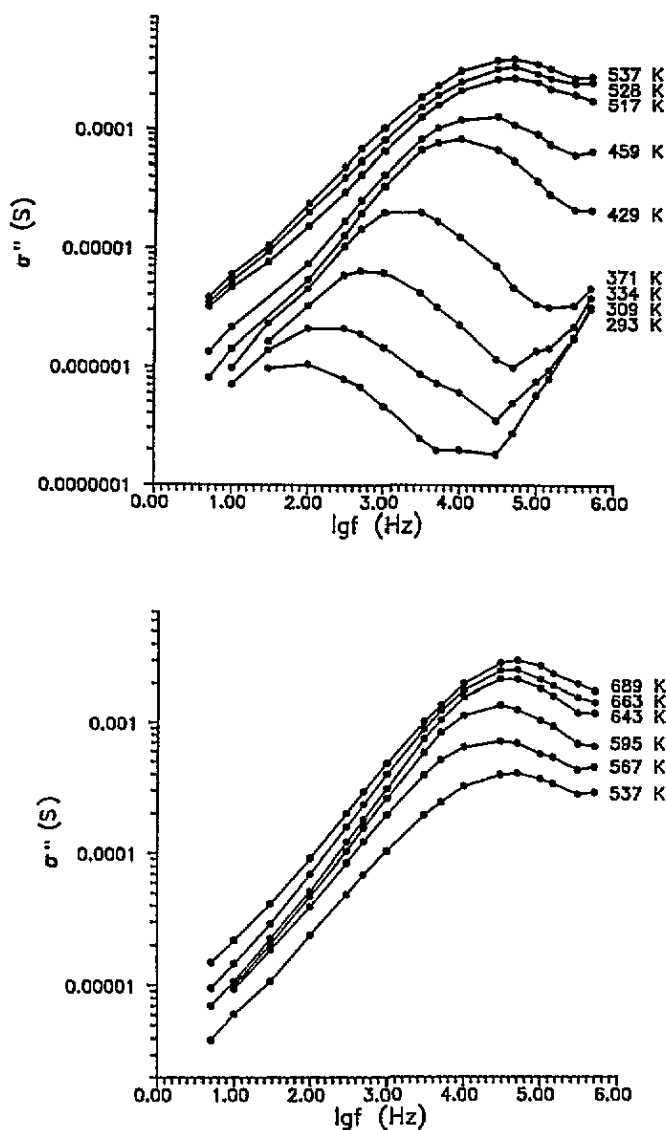 0.0001
0.00001
0.000001
0.0000001
σ" (S)
537 K
528 K
517 K
459 K
429 K
371 K
334 K
309 K
293 K
0.00 1.00 2.00 3.00 4.00 5.00 6.00
lgf (Hz)
0.001
0.0001
0.00001
σ" (S)
689 K
663 K
643 K
595 K
567 K
537 K
0.00 1.00 2.00 3.00 4.00 5.00 6.00
lgf (Hz)